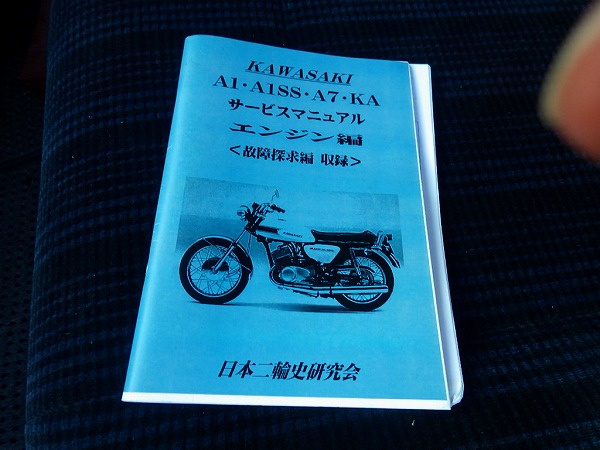 KAWASAKI
A1・A1SS・A7・KA
サービスマニュアル
エンジン編
<故障探求編 収録>
KAWASAKI
日本二輪史研究会